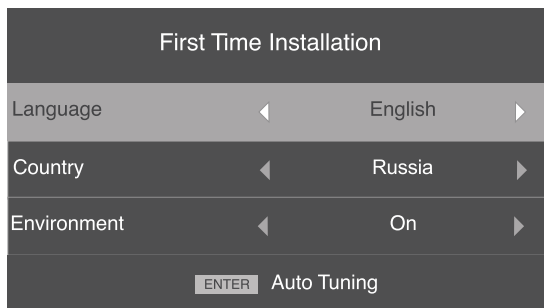 First Time Installation
Language English
Country Russia
Environment On
ENTER Auto Tuning